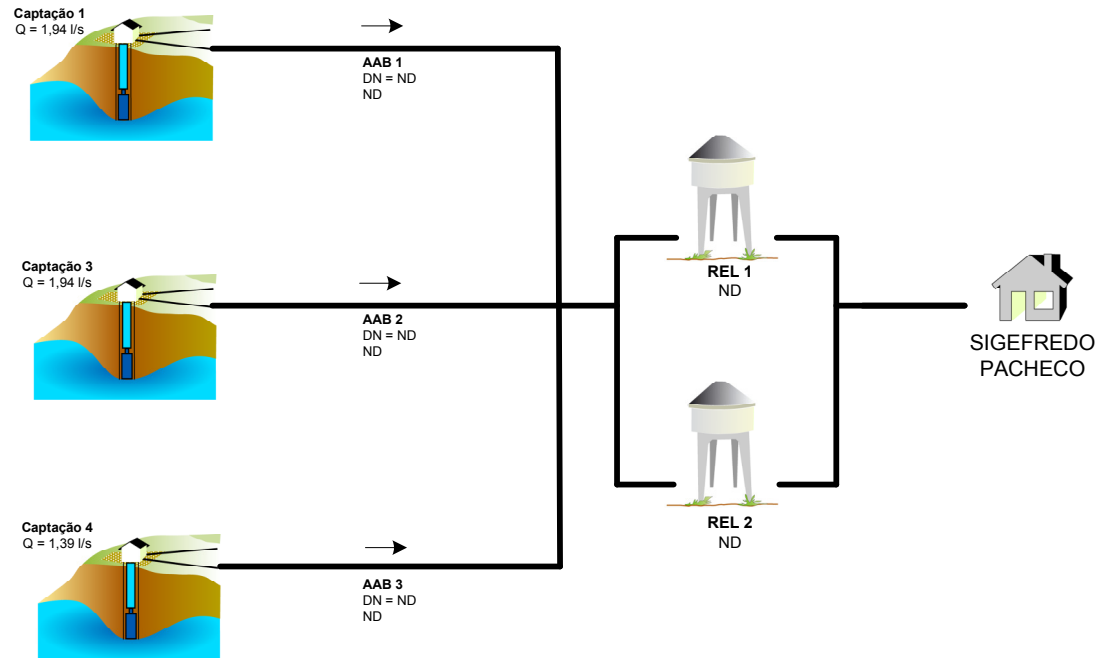 Captação 1
Q = 1,94 l/s
AAB 1
DN = ND
ND
Captação 3
Q = 1,94 l/s
AAB 2
DN = ND
ND
REL 1
ND
SIGEFREDO
PACHECO
REL 2
ND
Captação 4
Q = 1,39 l/s
AAB 3
DN = ND
ND